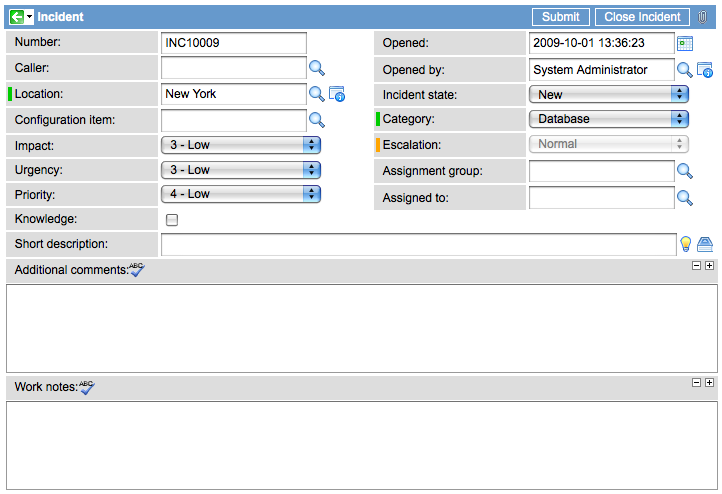 Incident
Submit
Close Incident
Number: INC10009
Opened: 2009-10-01 13:36:23
Caller:
Opened by: System Administrator
Location: New York
Incident state: New
Configuration item:
Category: Database
Impact: 3 - Low
Escalation: Normal
Urgency: 3 - Low
Assignment group:
Priority: 4 - Low
Assigned to:
Knowledge:
Short description:
Additional comments: ABC
Work notes: ABC